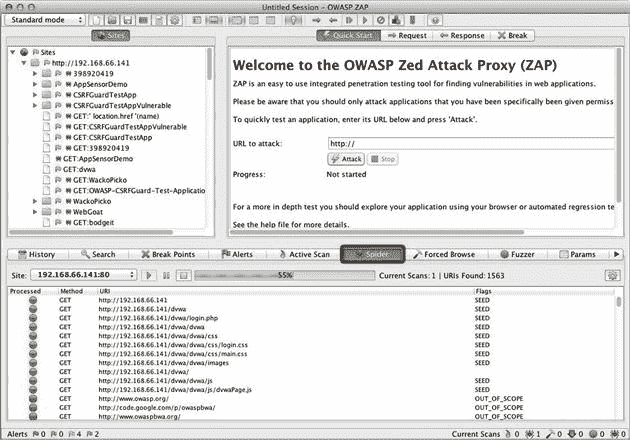 Untitled Session - OWASP ZAP
Standard mode
Sites
Quick Start Request Response Break
Sites
http://192.168.66.141
398920419
AppSensorDemo
CSRFGuardTestApp
CSRFGuardTestAppVulnerable
GET:' location.href '(name)
GET:CSRFGuardTestAppVulnerable
GET:CSRFGuardTestApp
GET:398920419
GET:AppSensorDemo
GET:dvwa
GET:WackoPicko
GET:OWASP-CSRFGuard-Test-Applicatio
WackoPicko
WebGoat
GET:bodgeit
Welcome to the OWASP Zed Attack Proxy (ZAP)
ZAP is an easy to use integrated penetration testing tool for finding vulnerabilities in web applications.
Please be aware that you should only attack applications that you have been specifically been given permiss
To quickly test an application, enter its URL below and press 'Attack'.
URL to attack: http://
Attack Stop
Progress: Not started
For a more in depth test you should explore your application using your browser or automated regression te
See the help file for more details.
History Search Break Points Alerts Active Scan Spider Forced Browse Fuzzer Params
Site: 192.168.66.141:80 55% Current Scans: 1 | URIs Found: 1563
Processed Method URI Flags
GET http://192.168.66.141 SEED
GET http://192.168.66.141/dvwa SEED
GET http://192.168.66.141/dvwa/login.php SEED
GET http://192.168.66.141/dvwa/dvwa SEED
GET http://192.168.66.141/dvwa/dvwa/css SEED
GET http://192.168.66.141/dvwa/dvwa/css/login.css SEED
GET http://192.168.66.141/dvwa/dvwa/css/main.css SEED
GET http://192.168.66.141/dvwa/dvwa/images SEED
GET http://192.168.66.141/dvwa/
GET http://192.168.66.141/dvwa/dvwa/js SEED
GET http://192.168.66.141/dvwa/dvwa/js/dvwaPage.js SEED
GET http://www.owasp.org/ OUT_OF_SCOPE
GET http://code.google.com/p/owaspbwa/ OUT_OF_SCOPE
GET http://www.owaspbwa.org/ OUT_OF_SCOPE
Alerts 0 0 4 2 Current Scans 0 1 0 0 0 0